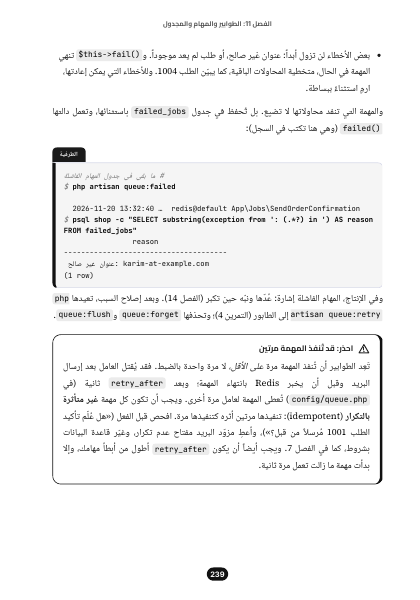 الفصل 11: الطوابير والمهام والمجدول
• بعض الأخطاء لن تزول أبداً: عنوان غير صالح، أو طلب لم يعد موجوداً. و $this->fail() تنهي
المهمة في الحال، متخطية المحاولات الباقية، كما يبيّن الطلب 1004. وللأخطاء التي يمكن إعادتها،
ارمِ استثناءً ببساطة.
والمهمة التي تنفد محاولاتها لا تضيع. بل تُحفظ في جدول failed_jobs باستثنائها، وتعمل دالتها
failed() (وهي هنا تكتب في السجل):
الطرفية
# ما بقي في جدول المهام الفاشلة
$ php artisan queue:failed
2026-11-20 13:32:40 … redis@default App\Jobs\SendOrderConfirmation
$ psql shop -c "SELECT substring(exception from ': (.+?) in ') AS reason
FROM failed_jobs"
reason
-------------------------------------
عنوان غير صالح: karim-at-example.com
(1 row)
وفي الإنتاج، المهام الفاشلة إشارة: عُدّها ونبّه حين تكبر (الفصل 14). وبعد إصلاح السبب، تعيدها php
artisan queue:retry إلى الطابور (التمرين 4)؛ وتحذفها queue:forget و queue:flush.
⚠ احذر: قد تُنفذ المهمة مرتين
تَعِد الطوابير أن تُنفذ المهمة مرة على الأقل، لا مرة واحدة بالضبط. فقد يُقتل العامل بعد إرسال
البريد وقبل أن يخبر Redis بانتهاء المهمة؛ وبعد retry_after ثانية (في
config/queue.php) تُعطى المهمة لعامل مرة أخرى. ويجب أن تكون كل مهمة غير متأثرة
بالتكرار (idempotent): تنفيذها مرتين أثره كتنفيذها مرة. افحص قبل الفعل («هل عُلّم تأكيد
الطلب 1001 مُرسلاً من قبل؟»)، وأعطِ مزوّد البريد مفتاح عدم تكرار، وغيّر قاعدة البيانات
بشروط، كما في الفصل 7. ويجب أيضاً أن يكون retry_after أطول من أبطأ مهامك، وإلا
بدأت مهمة ما زالت تعمل مرة ثانية.
239